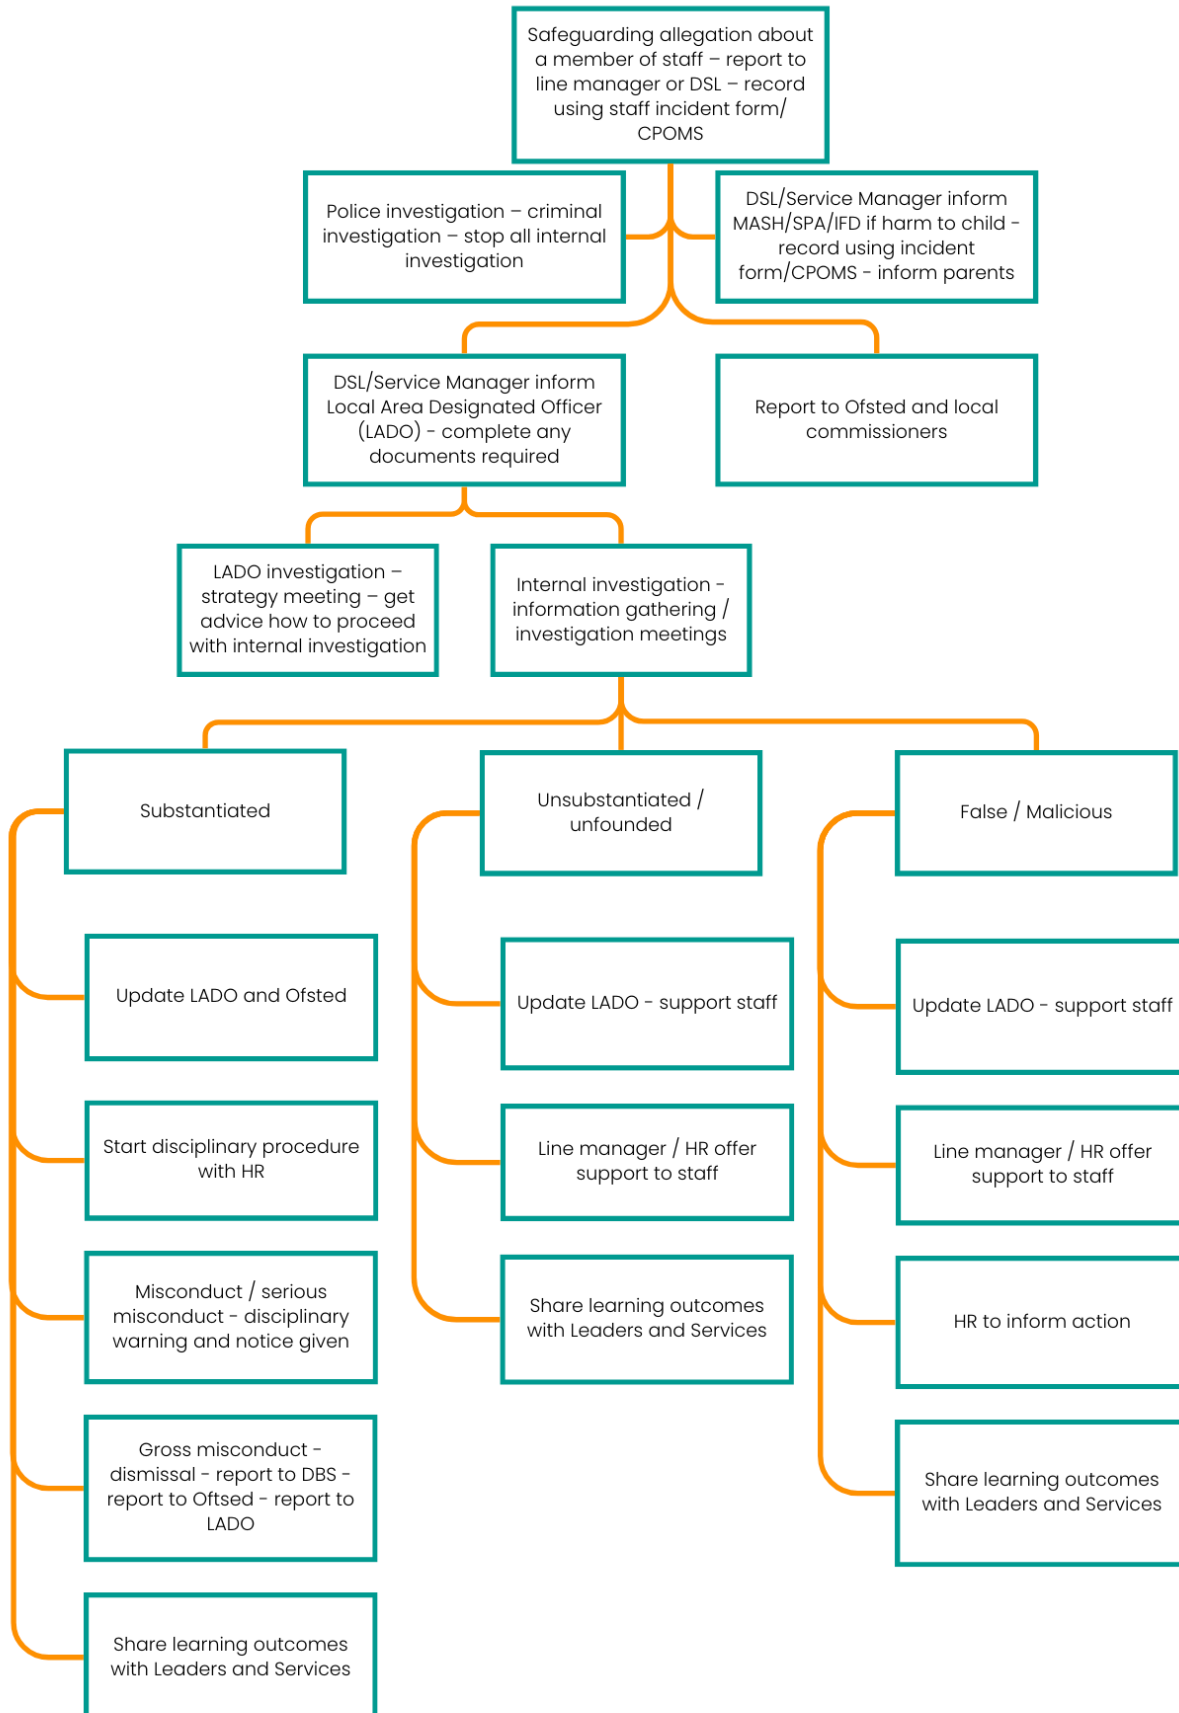 Safeguarding allegation about
a member of staff – report to
line manager or DSL – record
using staff incident form/
CPOMS
Police investigation – criminal
investigation – stop all internal
investigation
DSL/Service Manager inform
MASH/SPA/IFD if harm to child -
record using incident
form/CPOMS - inform parents
DSL/Service Manager inform
Local Area Designated Officer
(LADO) - complete any
documents required
Report to Ofsted and local
commissioners
LADO investigation –
strategy meeting – get
advice how to proceed
with internal investigation
Internal investigation -
information gathering /
investigation meetings
Substantiated
Update LADO and Ofsted
Start disciplinary procedure
with HR
Misconduct / serious
misconduct - disciplinary
warning and notice given
Gross misconduct -
dismissal - report to DBS -
report to Oftsed - report to
LADO
Share learning outcomes
with Leaders and Services
Unsubstantiated /
unfounded
Update LADO - support staff
Line manager / HR offer
support to staff
Share learning outcomes
with Leaders and Services
False / Malicious
Update LADO - support staff
Line manager / HR offer
support to staff
HR to inform action
Share learning outcomes
with Leaders and Services